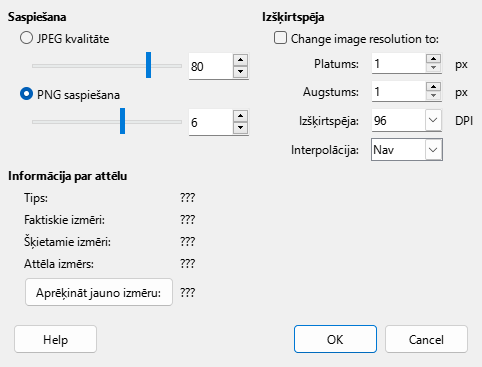 Saspiešana
JPEG kvalitāte
80
PNG saspiešana
6
Izšķirtspēja
Change image resolution to:
Platums: 1 px
Augstums: 1 px
Izšķirtspēja: 96 DPI
Interpolācija: Nav
Informācija par attēlu
Tips: ???
Faktiskie izmēri: ???
Šķietamie izmēri: ???
Attēla izmērs: ???
Aprēķināt jauno izmēru: ???
Help OK Cancel